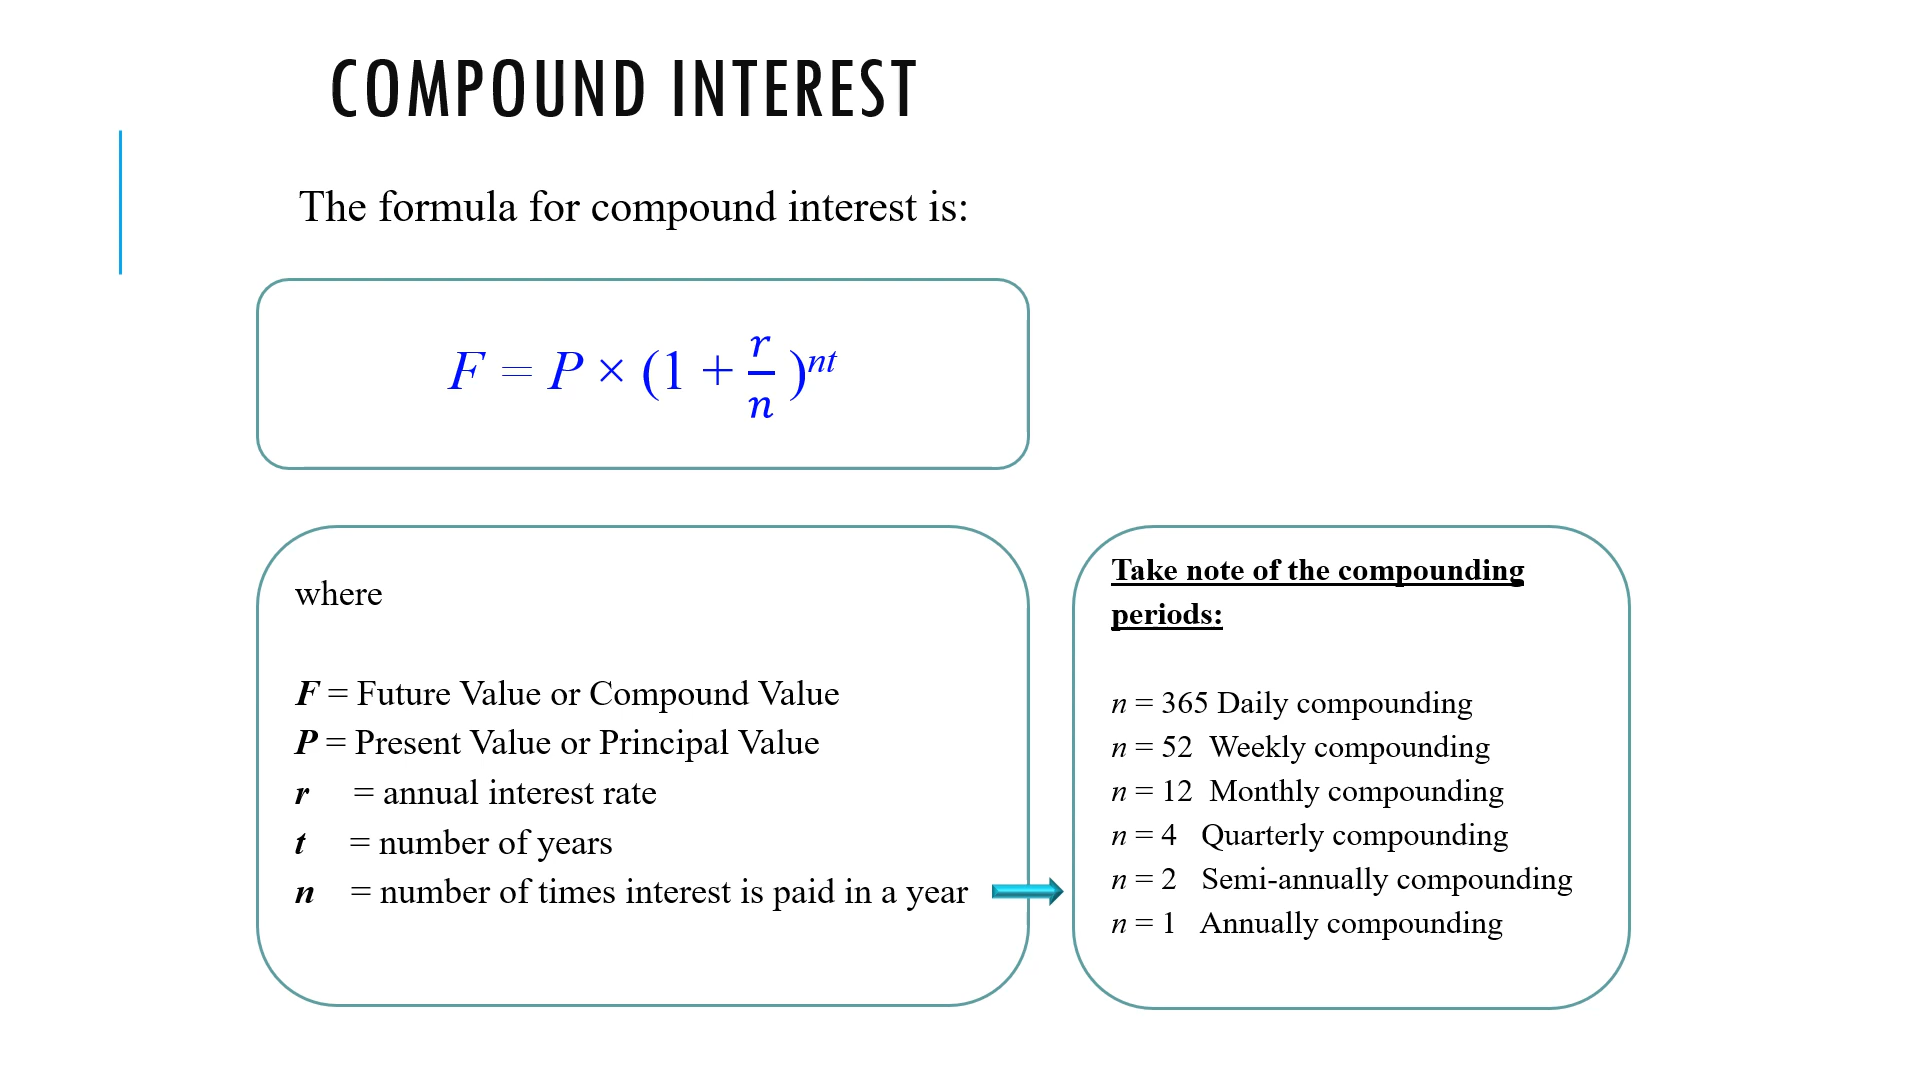 COMPOUND INTEREST
The formula for compound interest is:
F = P × (1 + r/n )^nt
where
F = Future Value or Compound Value
P = Present Value or Principal Value
r = annual interest rate
t = number of years
n = number of times interest is paid in a year
Take note of the compounding
periods:
n = 365 Daily compounding
n = 52 Weekly compounding
n = 12 Monthly compounding
n = 4 Quarterly compounding
n = 2 Semi-annually compounding
n = 1 Annually compounding